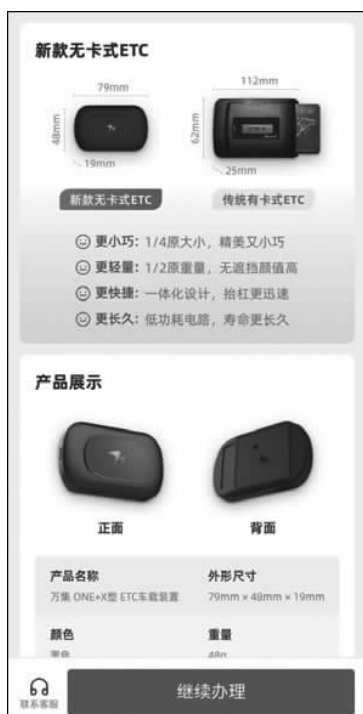 新款无卡式ETC
79mm
112mm
48mm
62mm
19mm
25mm
新款无卡式ETC
传统有卡式ETC
更小巧：1/4原大小，精美又小巧
更轻量：1/2原重量，无遮挡颜值高
更快捷：一体化设计，抬杠更迅速
更长久：低功耗电路，寿命更长久
产品展示
正面
背面
产品名称
外形尺寸
万集 ONE+X型 ETC车载装置
79mm × 48mm × 19mm
颜色
重量
黑色
48g
联系客服
继续办理